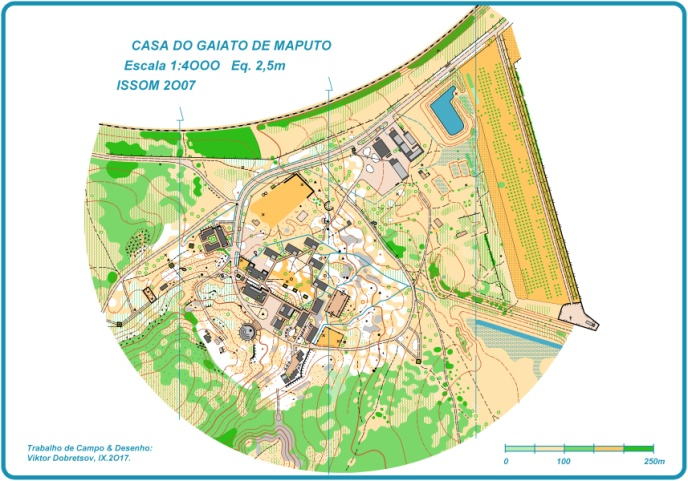 CASA DO GAIATO DE MAPUTO
Escala 1:4OOO Eq. 2,5m
ISSOM 2O07
Trabalho de Campo & Desenho:
Viktor Dobretsov, IX.2O17.
0 100 250m